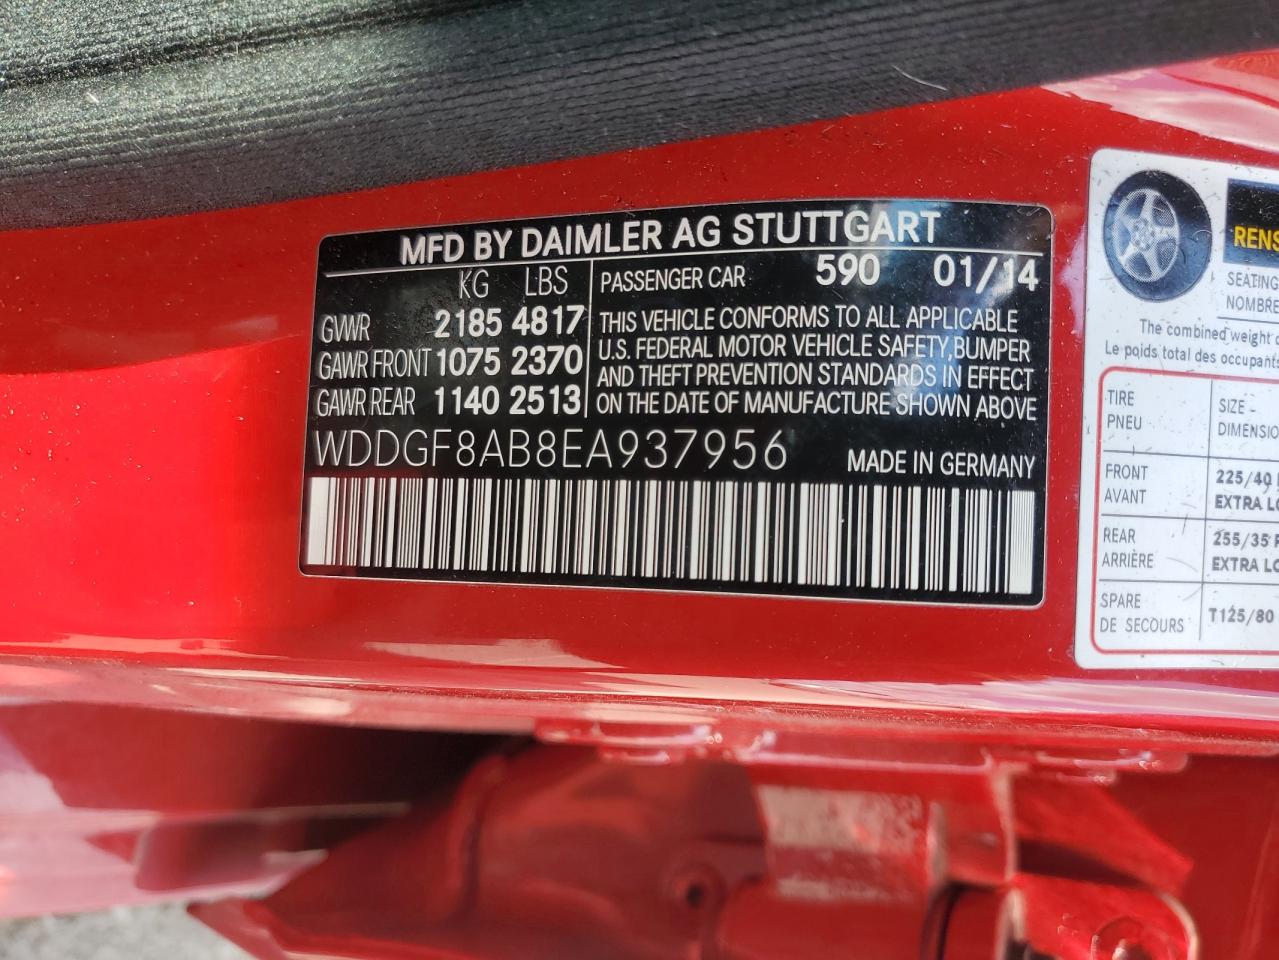 MFD BY DAIMLER AG STUTTGART
KG LBS
GVWR 2185 4817
GAWR FRONT 1075 2370
GAWR REAR 1140 2513
PASSENGER CAR 590 01/14
THIS VEHICLE CONFORMS TO ALL APPLICABLE
U.S. FEDERAL MOTOR VEHICLE SAFETY, BUMPER
AND THEFT PREVENTION STANDARDS IN EFFECT
ON THE DATE OF MANUFACTURE SHOWN ABOVE
WDDGF8AB8EA937956 MADE IN GERMANY
RENS
SEATING
NOMBRE
The combined weight
Le poids total des occupants
TIRE SIZE -
PNEU DIMENSION
FRONT 225/40
AVANT EXTRA LO
REAR 255/35
ARRIÈRE EXTRA LO
SPARE T125/80
DE SECOURS